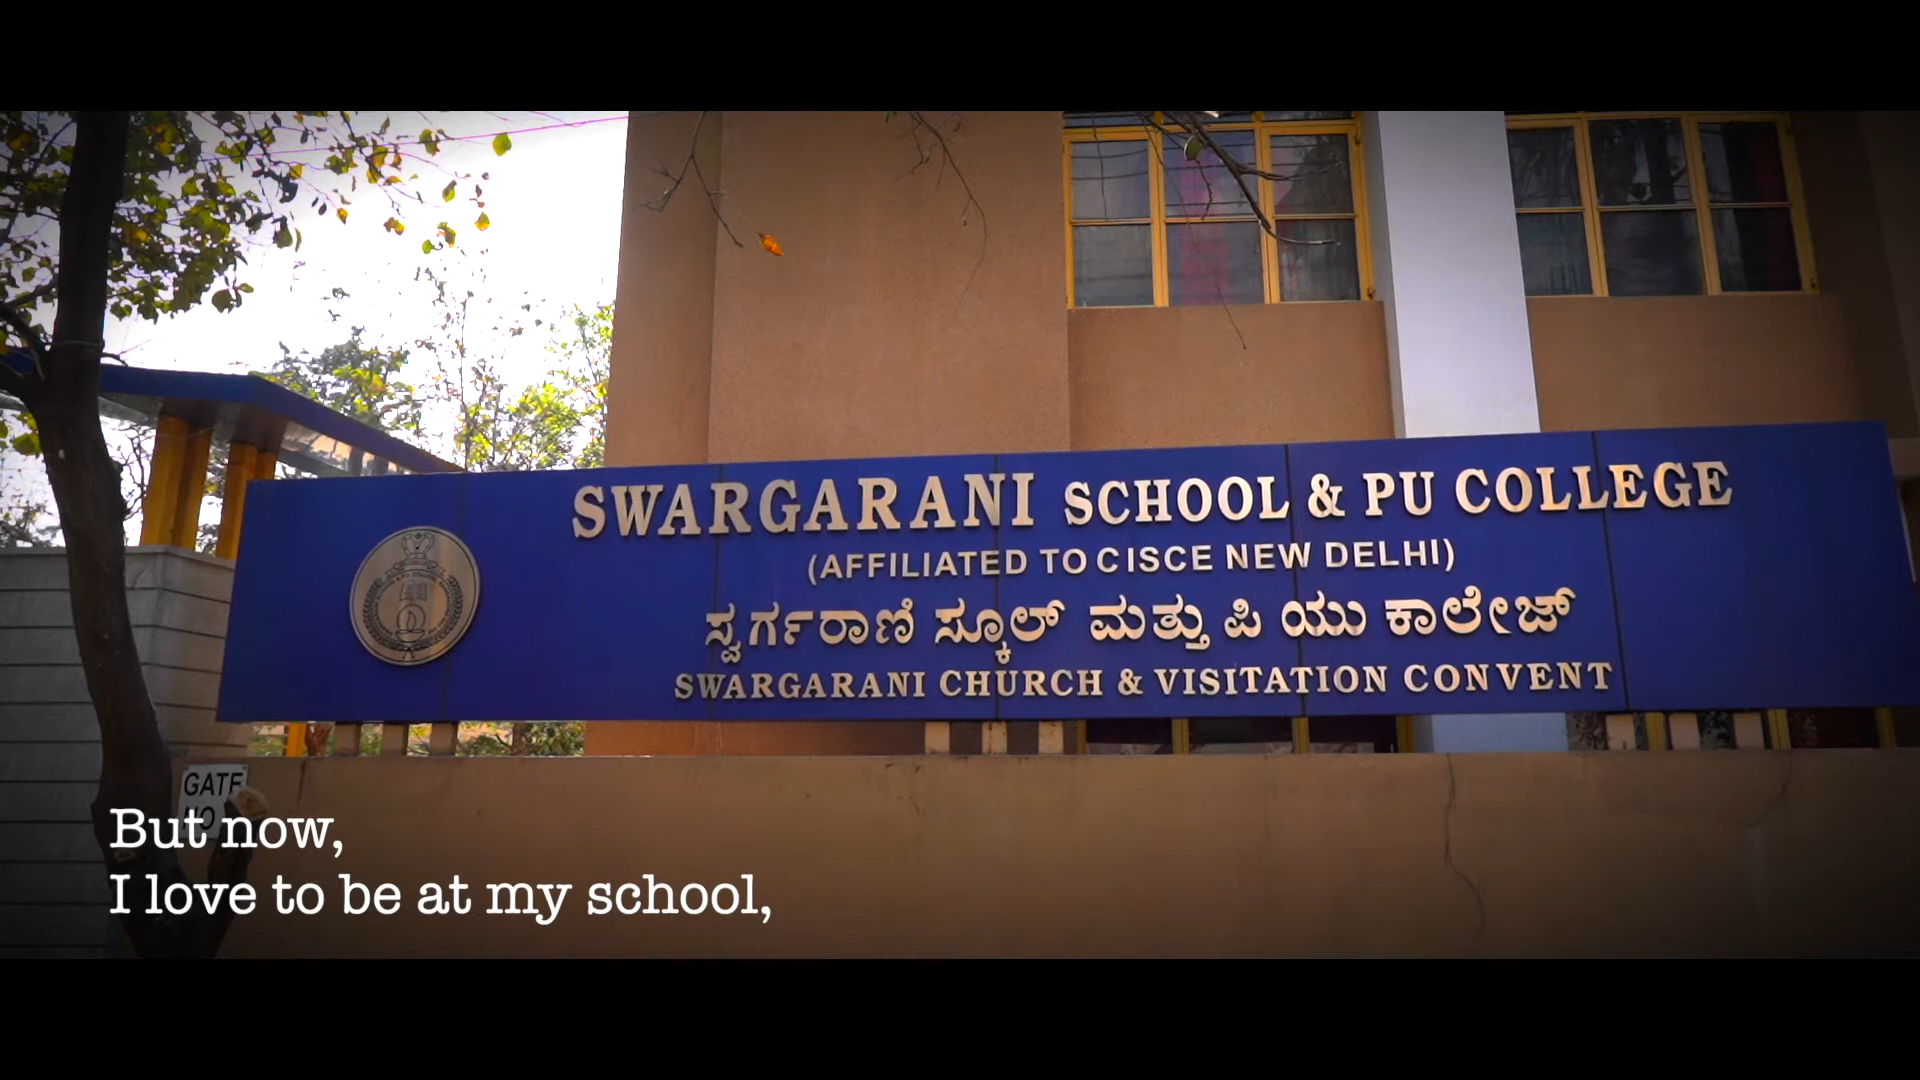 SWARGARANI SCHOOL & PU COLLEGE
(AFFILIATED TO CISCE NEW DELHI)
ಸ್ವರ್ಗರಾಣಿ ಸ್ಕೂಲ್ ಮತ್ತು ಪಿ ಯು ಕಾಲೇಜ್
SWARGARANI CHURCH & VISITATION CONVENT
GATE
NO
But now,
I love to be at my school,